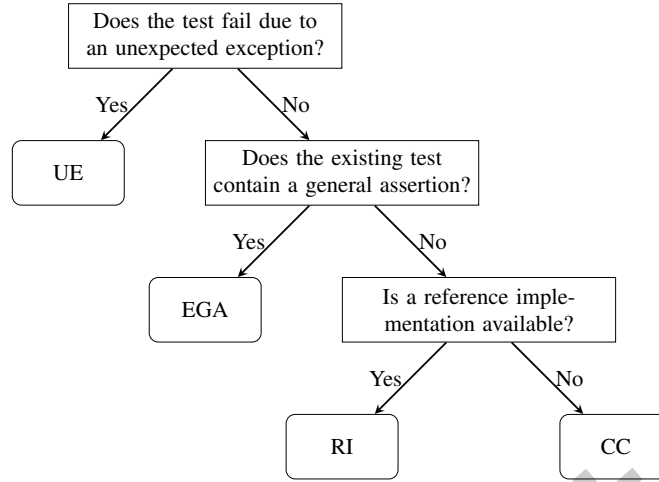 Does the test fail due to
an unexpected exception?
Yes
No
UE
Does the existing test
contain a general assertion?
Yes
No
EGA
Is a reference imple-
mentation available?
Yes
No
RI
CC